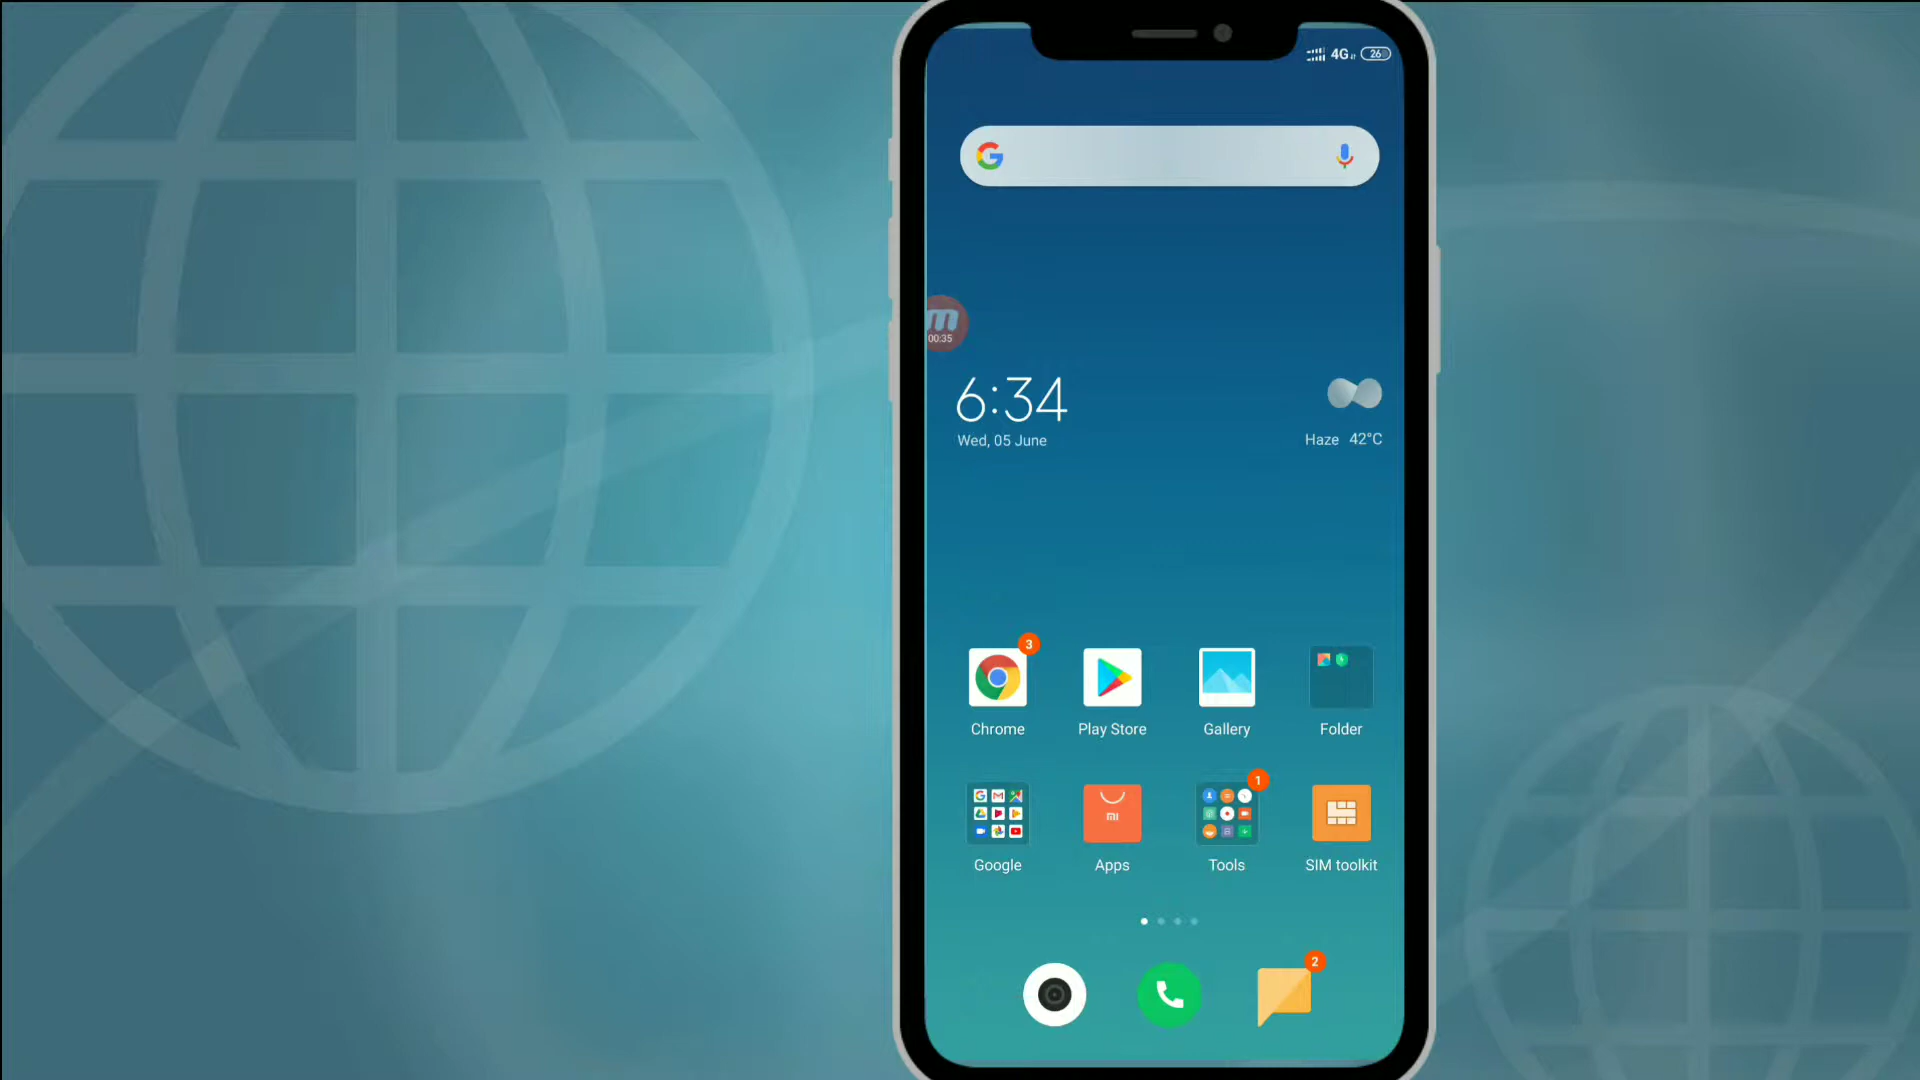 4G 26
m
00:35
6:34
Wed, 05 June
Haze 42°C
3
Chrome
Play Store
Gallery
Folder
1
mi
Google
Apps
Tools
SIM toolkit
2